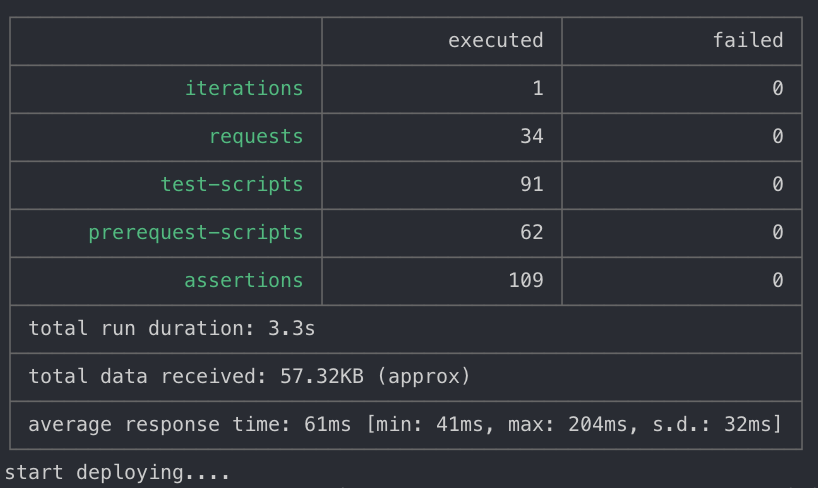 executed failed
iterations 1 0
requests 34 0
test-scripts 91 0
prerequest-scripts 62 0
assertions 109 0
total run duration: 3.3s
total data received: 57.32KB (approx)
average response time: 61ms [min: 41ms, max: 204ms, s.d.: 32ms]
start deploying....